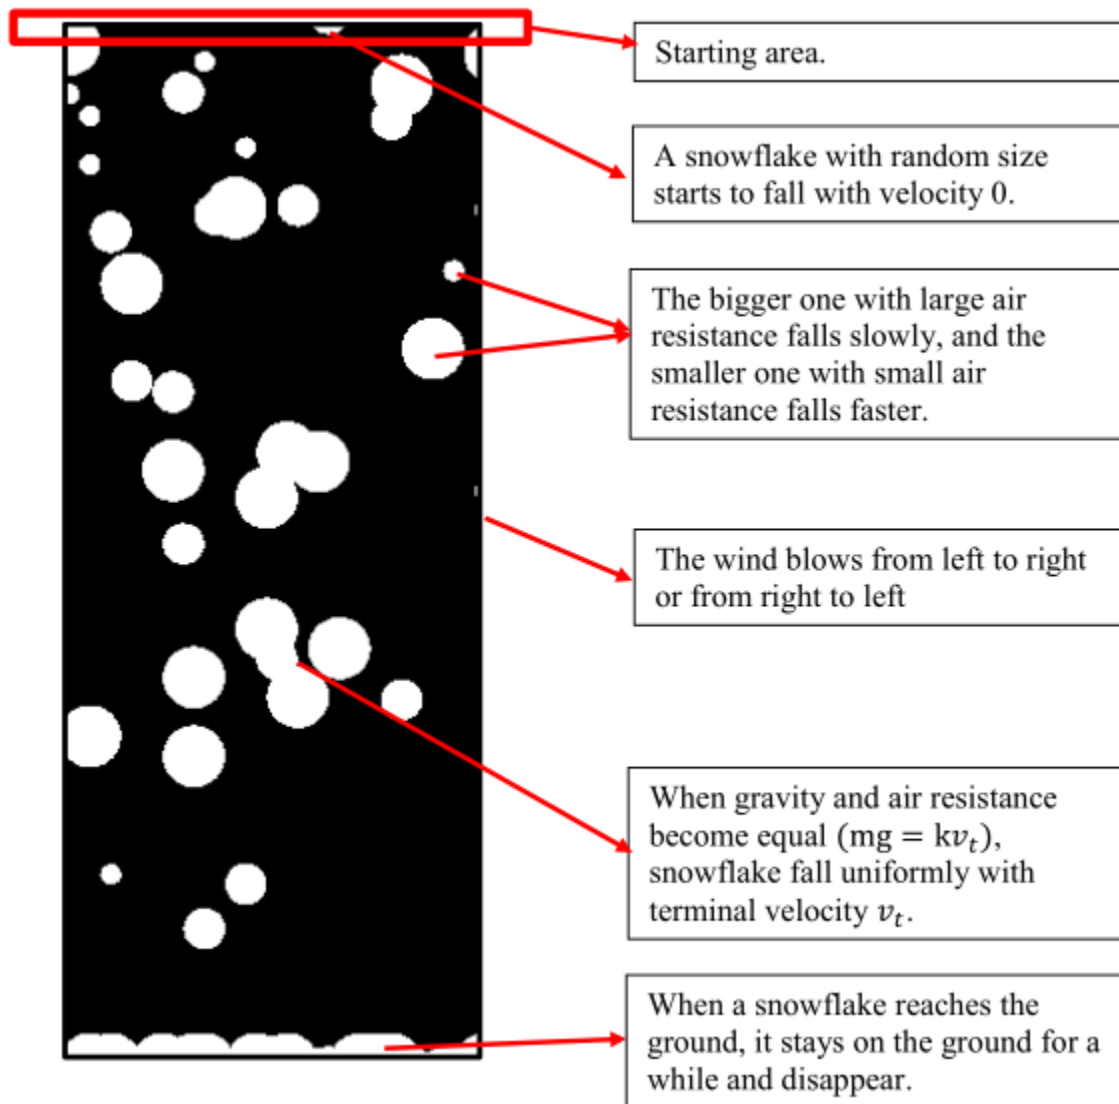 Starting area.
A snowflake with random size
starts to fall with velocity 0.
The bigger one with large air
resistance falls slowly, and the
smaller one with small air
resistance falls faster.
The wind blows from left to right
or from right to left
When gravity and air resistance
become equal (mg = kv_t),
snowflake fall uniformly with
terminal velocity v_t.
When a snowflake reaches the
ground, it stays on the ground for a
while and disappear.